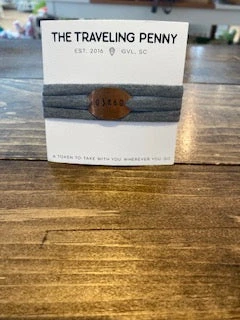 THE TRAVELING PENNY
EST. 2016 GVL, SC
A TOKEN TO TAKE WITH YOU WHEREVER YOU GO